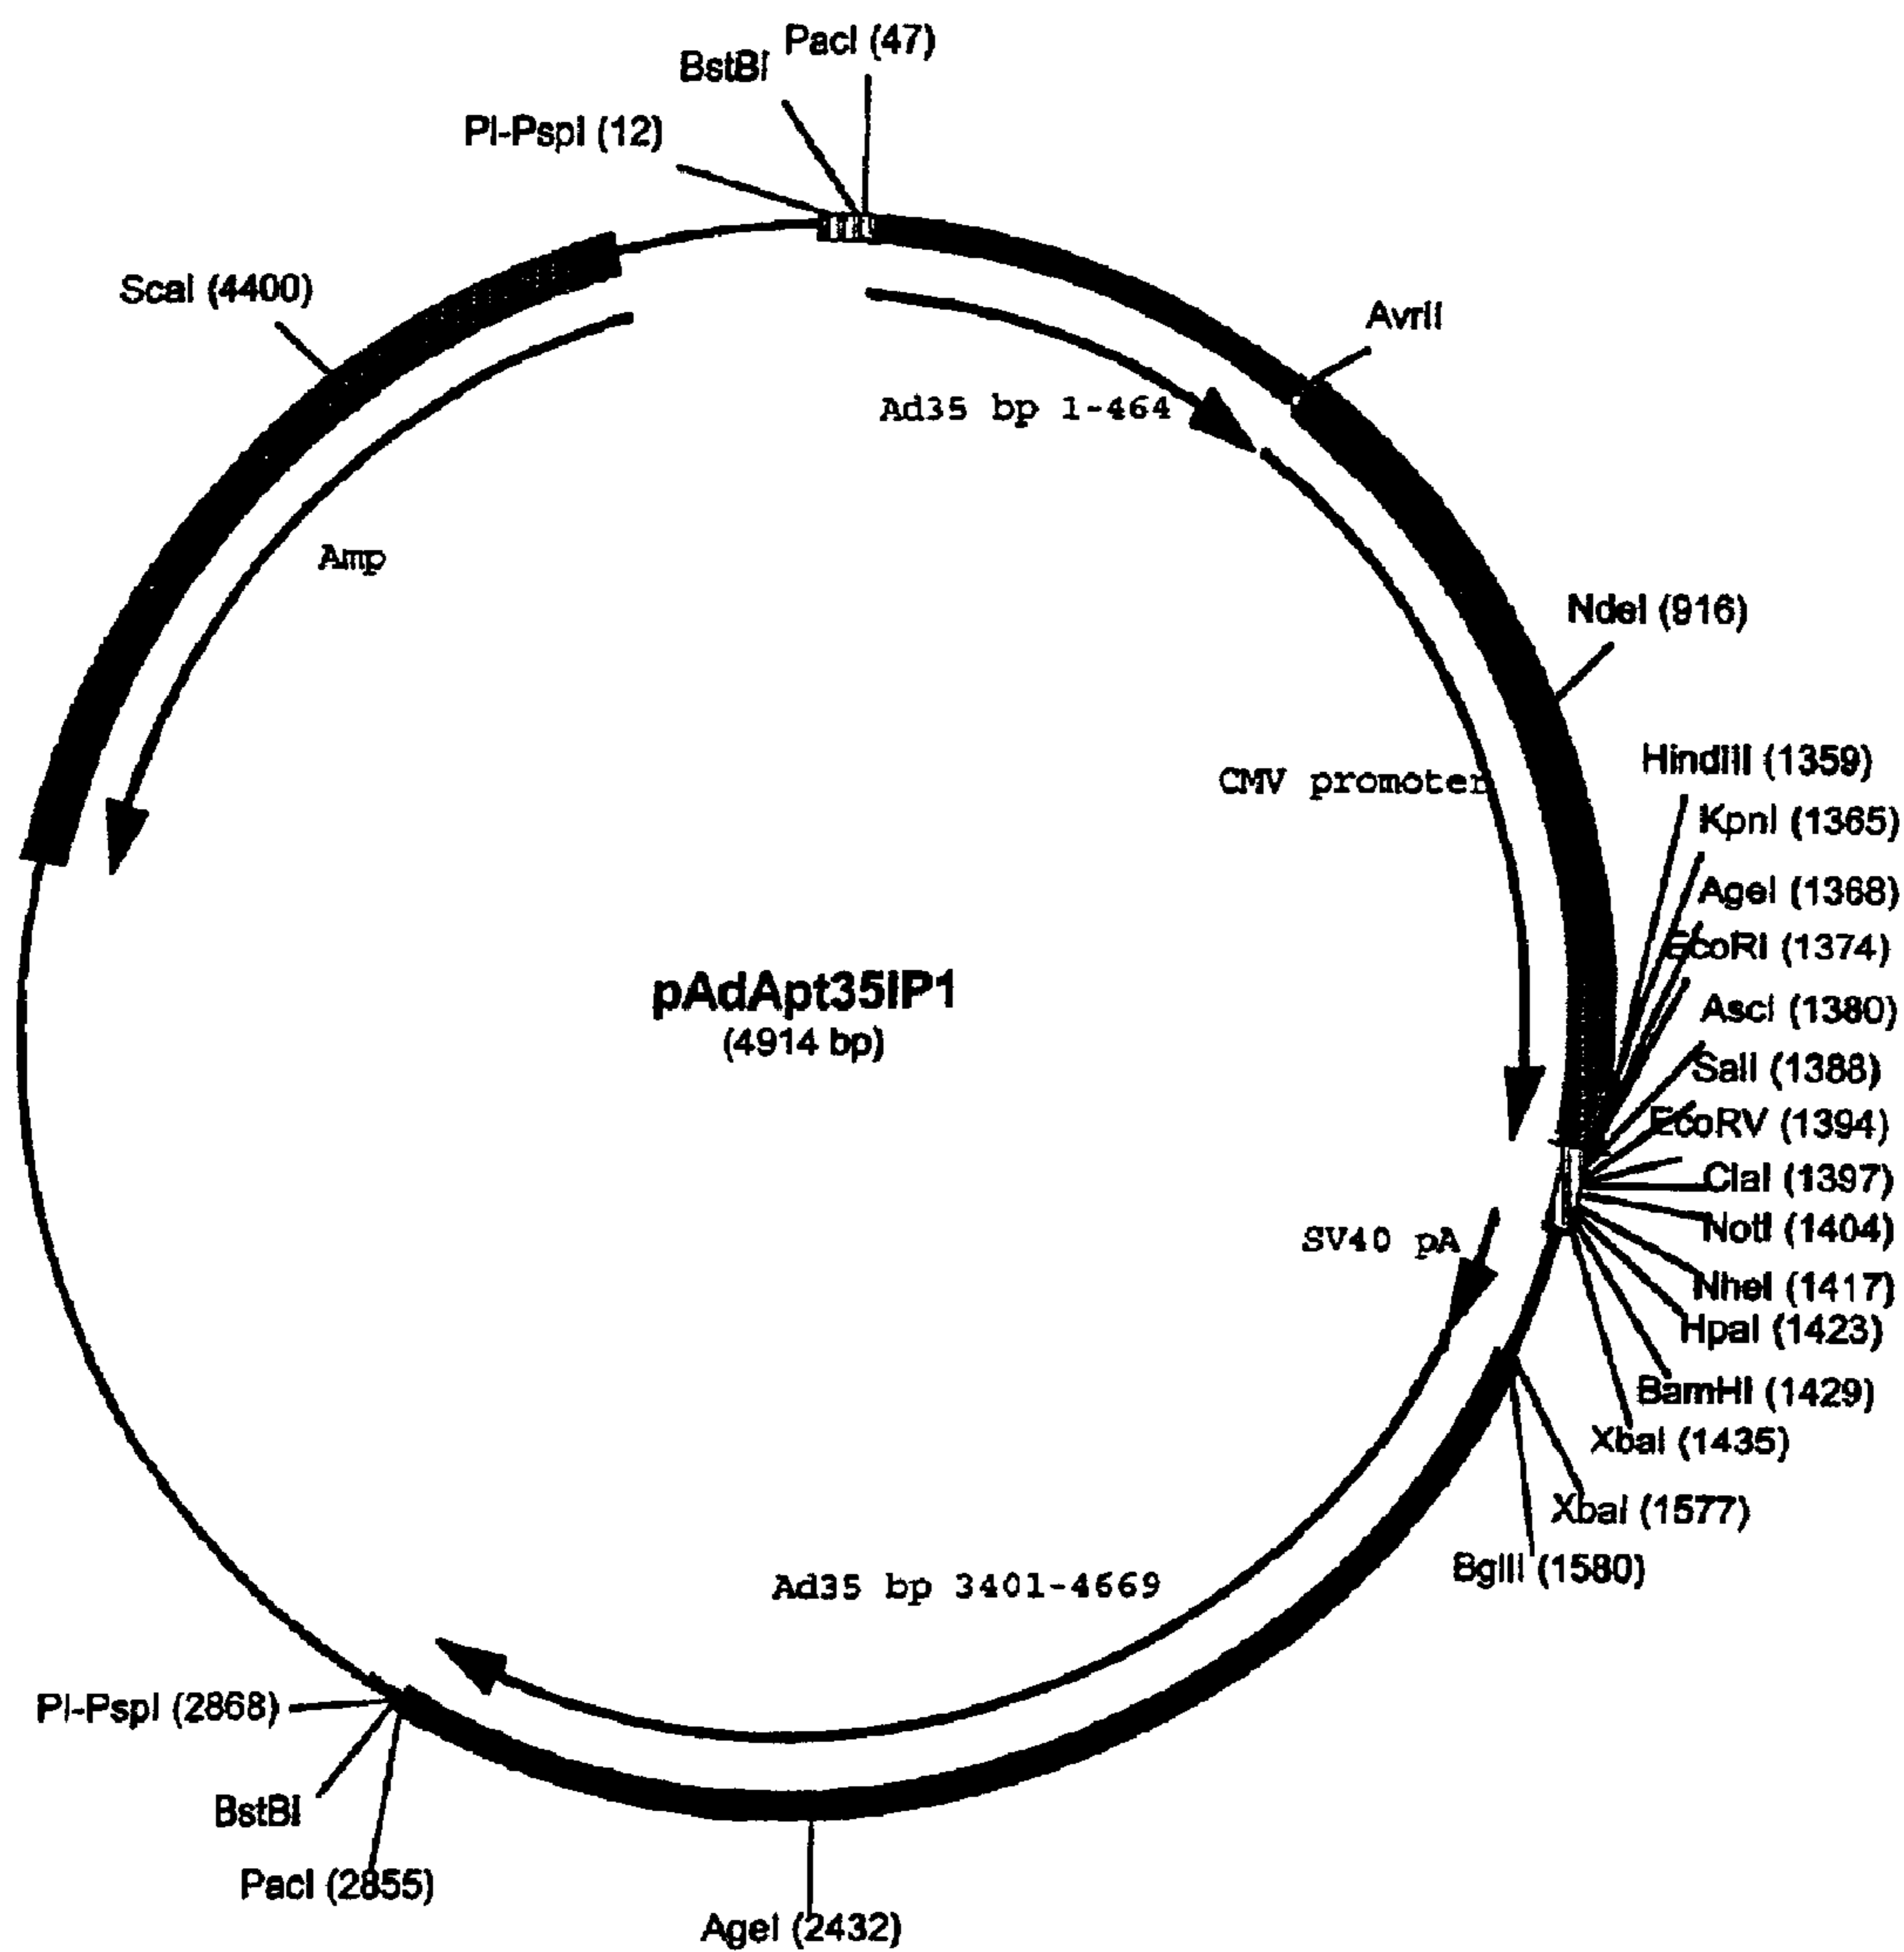 PacI (47)
BstBI
PI-PspI (12)
ScaI (4400)
AvrII
Ad35 bp 1-464
Amp
NdeI (916)
CMV promoter
HindIII (1359)
KpnI (1365)
AgeI (1368)
EcoRI (1374)
pAdApt35IP1
(4914 bp)
AscI (1380)
SalI (1388)
EcoRV (1394)
ClaI (1397)
NotI (1404)
SV40 pA
NheI (1417)
HpaI (1423)
BamHI (1429)
XbaI (1435)
XbaI (1577)
BglII (1580)
Ad35 bp 3401-4669
PI-PspI (2868)
BstBI
PacI (2855)
AgeI (2432)